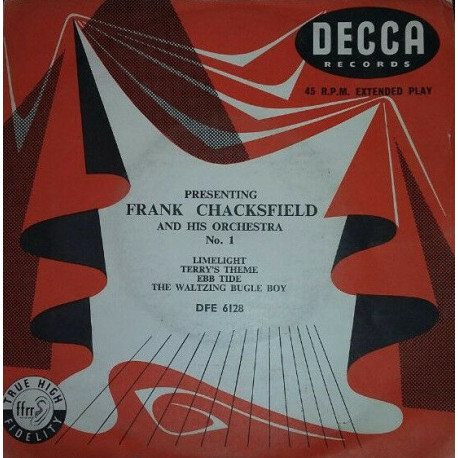 DECCA
RECORDS
45 R.P.M. EXTENDED PLAY
PRESENTING
FRANK CHACKSFIELD
AND HIS ORCHESTRA
No. 1
LIMELIGHT
TERRY'S THEME
EBB TIDE
THE WALTZING BUGLE BOY
DFE 6128
TRUE HIGH
ffrr
FIDELITY